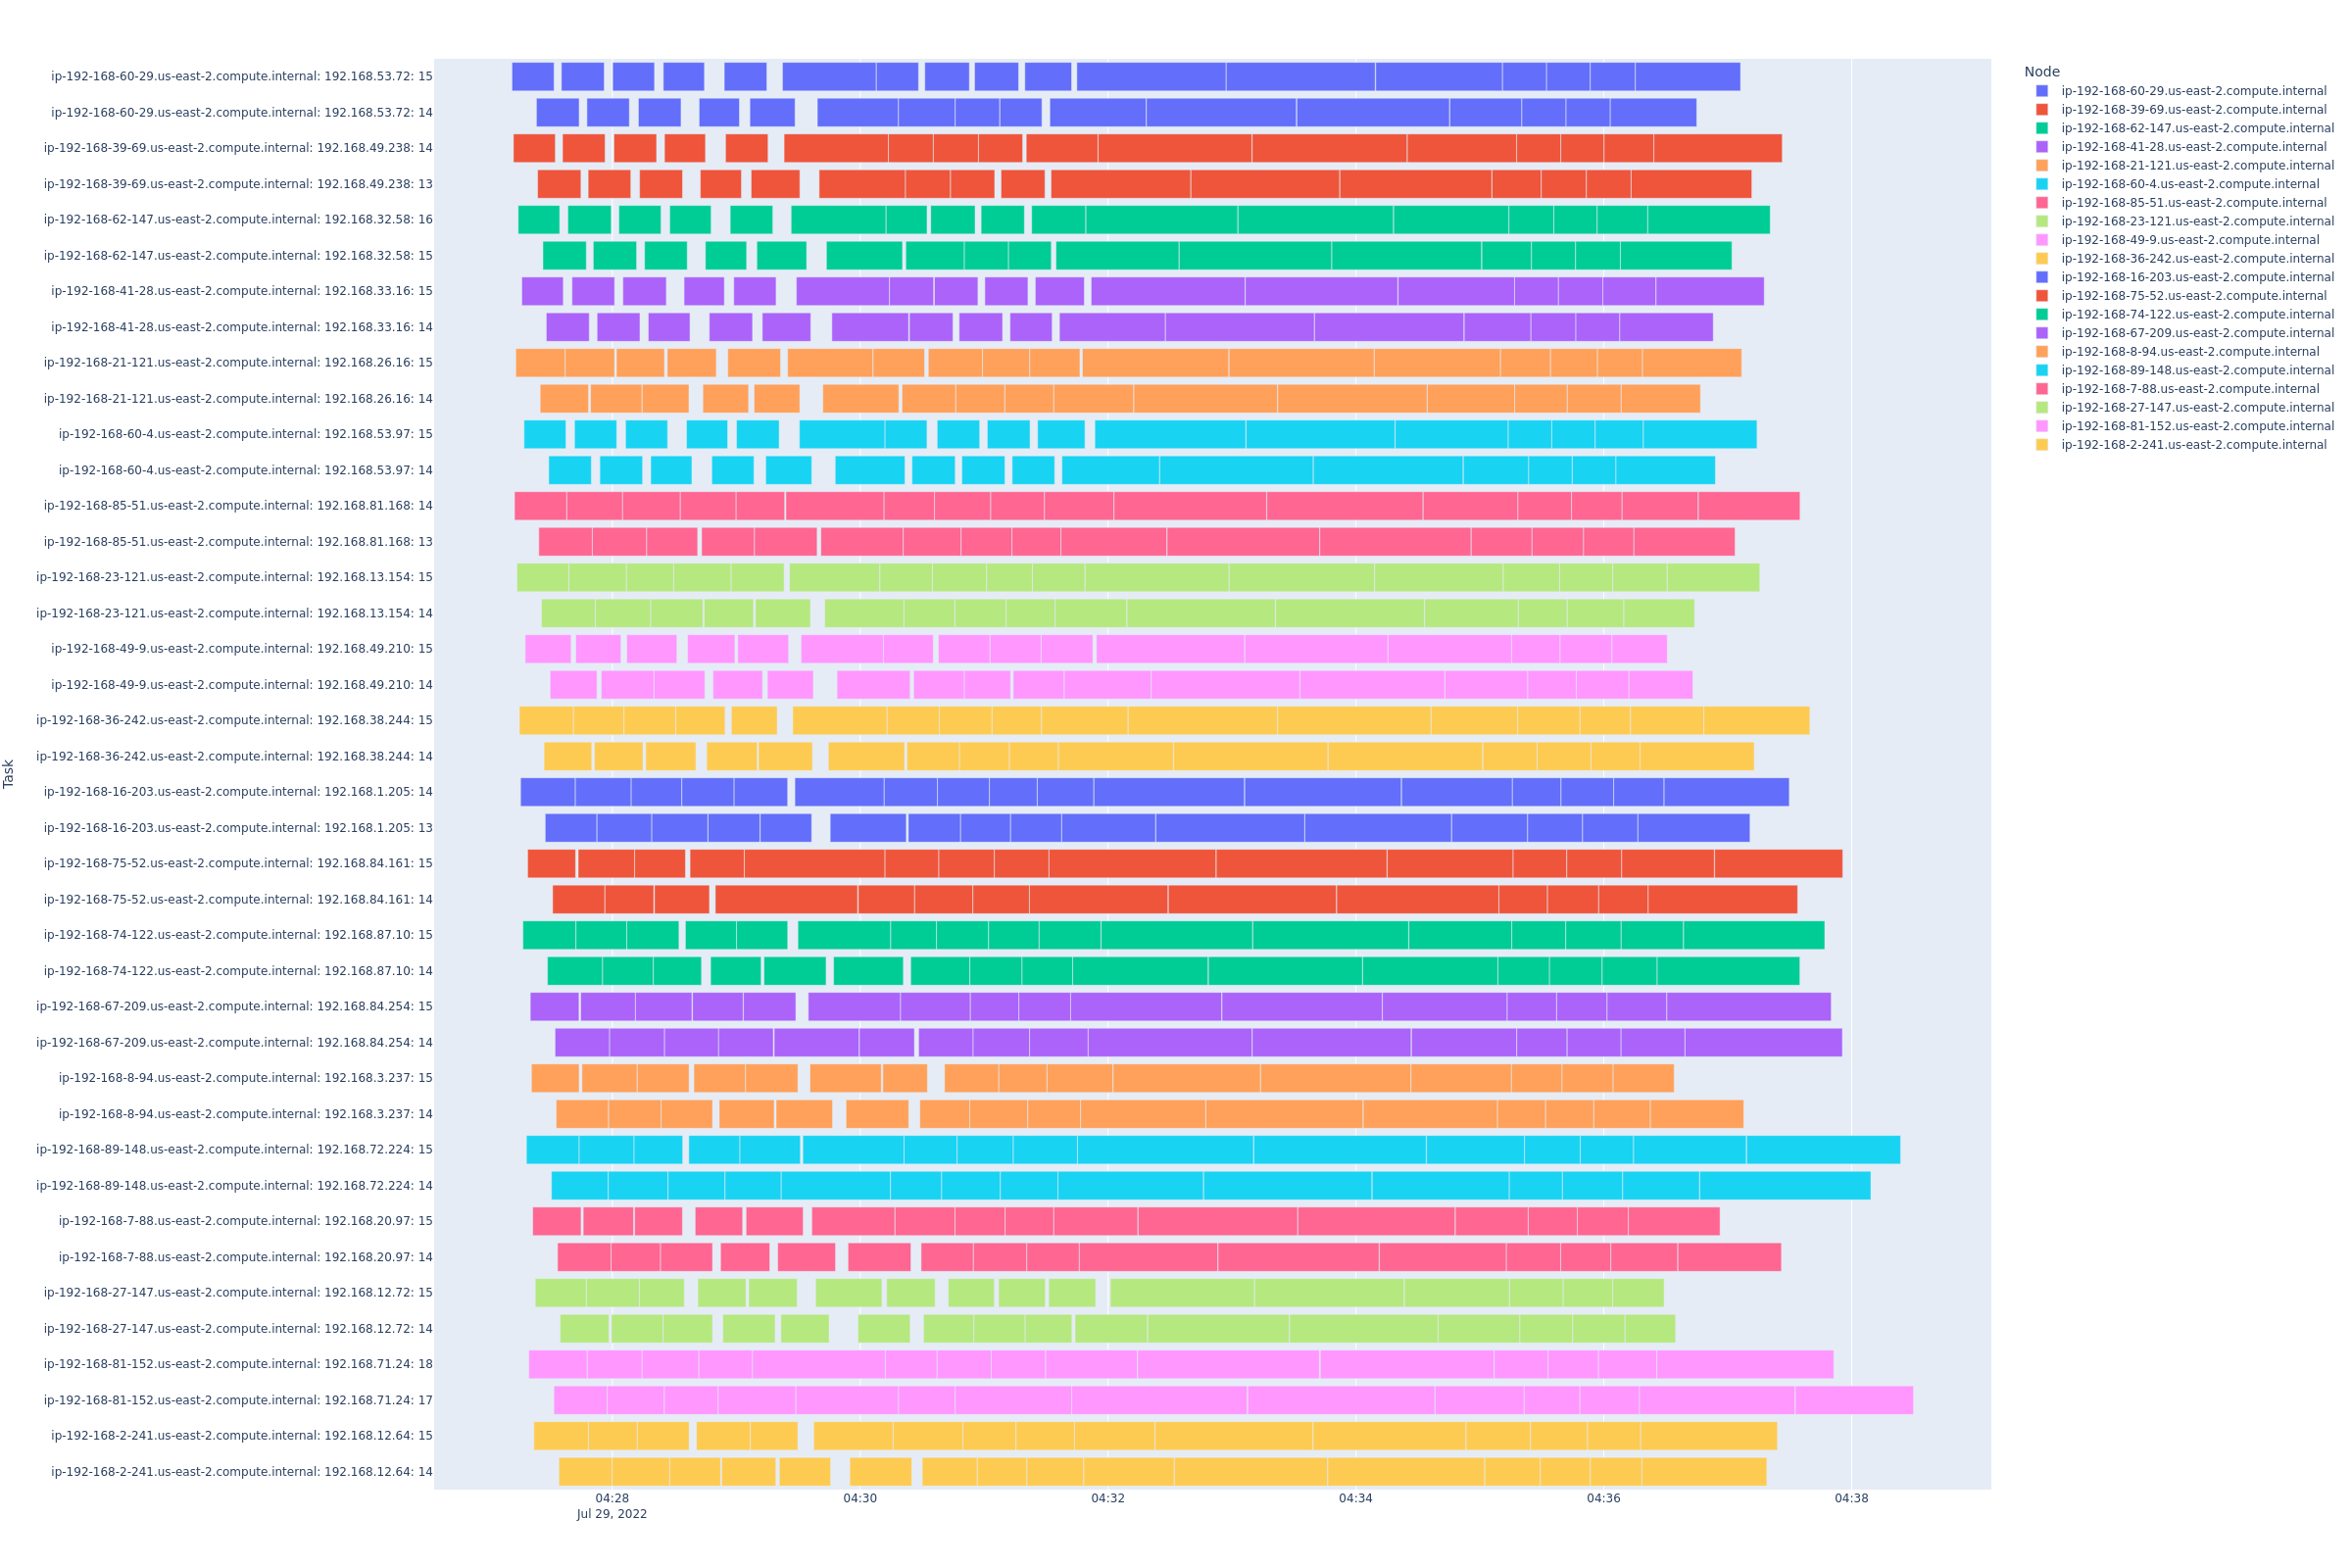 ip-192-168-60-29.us-east-2.compute.internal: 192.168.53.72: 15
ip-192-168-60-29.us-east-2.compute.internal: 192.168.53.72: 14
ip-192-168-39-69.us-east-2.compute.internal: 192.168.49.238: 14
ip-192-168-39-69.us-east-2.compute.internal: 192.168.49.238: 13
ip-192-168-62-147.us-east-2.compute.internal: 192.168.32.58: 16
ip-192-168-62-147.us-east-2.compute.internal: 192.168.32.58: 15
ip-192-168-41-28.us-east-2.compute.internal: 192.168.33.16: 15
ip-192-168-41-28.us-east-2.compute.internal: 192.168.33.16: 14
ip-192-168-21-121.us-east-2.compute.internal: 192.168.26.16: 15
ip-192-168-21-121.us-east-2.compute.internal: 192.168.26.16: 14
ip-192-168-60-4.us-east-2.compute.internal: 192.168.53.97: 15
ip-192-168-60-4.us-east-2.compute.internal: 192.168.53.97: 14
ip-192-168-85-51.us-east-2.compute.internal: 192.168.81.168: 14
ip-192-168-85-51.us-east-2.compute.internal: 192.168.81.168: 13
ip-192-168-23-121.us-east-2.compute.internal: 192.168.13.154: 15
ip-192-168-23-121.us-east-2.compute.internal: 192.168.13.154: 14
ip-192-168-49-9.us-east-2.compute.internal: 192.168.49.210: 15
ip-192-168-49-9.us-east-2.compute.internal: 192.168.49.210: 14
ip-192-168-36-242.us-east-2.compute.internal: 192.168.38.244: 15
ip-192-168-36-242.us-east-2.compute.internal: 192.168.38.244: 14
ip-192-168-16-203.us-east-2.compute.internal: 192.168.1.205: 14
ip-192-168-16-203.us-east-2.compute.internal: 192.168.1.205: 13
ip-192-168-75-52.us-east-2.compute.internal: 192.168.84.161: 15
ip-192-168-75-52.us-east-2.compute.internal: 192.168.84.161: 14
ip-192-168-74-122.us-east-2.compute.internal: 192.168.87.10: 15
ip-192-168-74-122.us-east-2.compute.internal: 192.168.87.10: 14
ip-192-168-67-209.us-east-2.compute.internal: 192.168.84.254: 15
ip-192-168-67-209.us-east-2.compute.internal: 192.168.84.254: 14
ip-192-168-8-94.us-east-2.compute.internal: 192.168.3.237: 15
ip-192-168-8-94.us-east-2.compute.internal: 192.168.3.237: 14
ip-192-168-89-148.us-east-2.compute.internal: 192.168.72.224: 15
ip-192-168-89-148.us-east-2.compute.internal: 192.168.72.224: 14
ip-192-168-7-88.us-east-2.compute.internal: 192.168.20.97: 15
ip-192-168-7-88.us-east-2.compute.internal: 192.168.20.97: 14
ip-192-168-27-147.us-east-2.compute.internal: 192.168.12.72: 15
ip-192-168-27-147.us-east-2.compute.internal: 192.168.12.72: 14
ip-192-168-81-152.us-east-2.compute.internal: 192.168.71.24: 18
ip-192-168-81-152.us-east-2.compute.internal: 192.168.71.24: 17
ip-192-168-2-241.us-east-2.compute.internal: 192.168.12.64: 15
ip-192-168-2-241.us-east-2.compute.internal: 192.168.12.64: 14
Task
04:28
Jul 29, 2022
04:30
04:32
04:34
04:36
04:38
Node
ip-192-168-60-29.us-east-2.compute.internal
ip-192-168-39-69.us-east-2.compute.internal
ip-192-168-62-147.us-east-2.compute.internal
ip-192-168-41-28.us-east-2.compute.internal
ip-192-168-21-121.us-east-2.compute.internal
ip-192-168-60-4.us-east-2.compute.internal
ip-192-168-85-51.us-east-2.compute.internal
ip-192-168-23-121.us-east-2.compute.internal
ip-192-168-49-9.us-east-2.compute.internal
ip-192-168-36-242.us-east-2.compute.internal
ip-192-168-16-203.us-east-2.compute.internal
ip-192-168-75-52.us-east-2.compute.internal
ip-192-168-74-122.us-east-2.compute.internal
ip-192-168-67-209.us-east-2.compute.internal
ip-192-168-8-94.us-east-2.compute.internal
ip-192-168-89-148.us-east-2.compute.internal
ip-192-168-7-88.us-east-2.compute.internal
ip-192-168-27-147.us-east-2.compute.internal
ip-192-168-81-152.us-east-2.compute.internal
ip-192-168-2-241.us-east-2.compute.internal